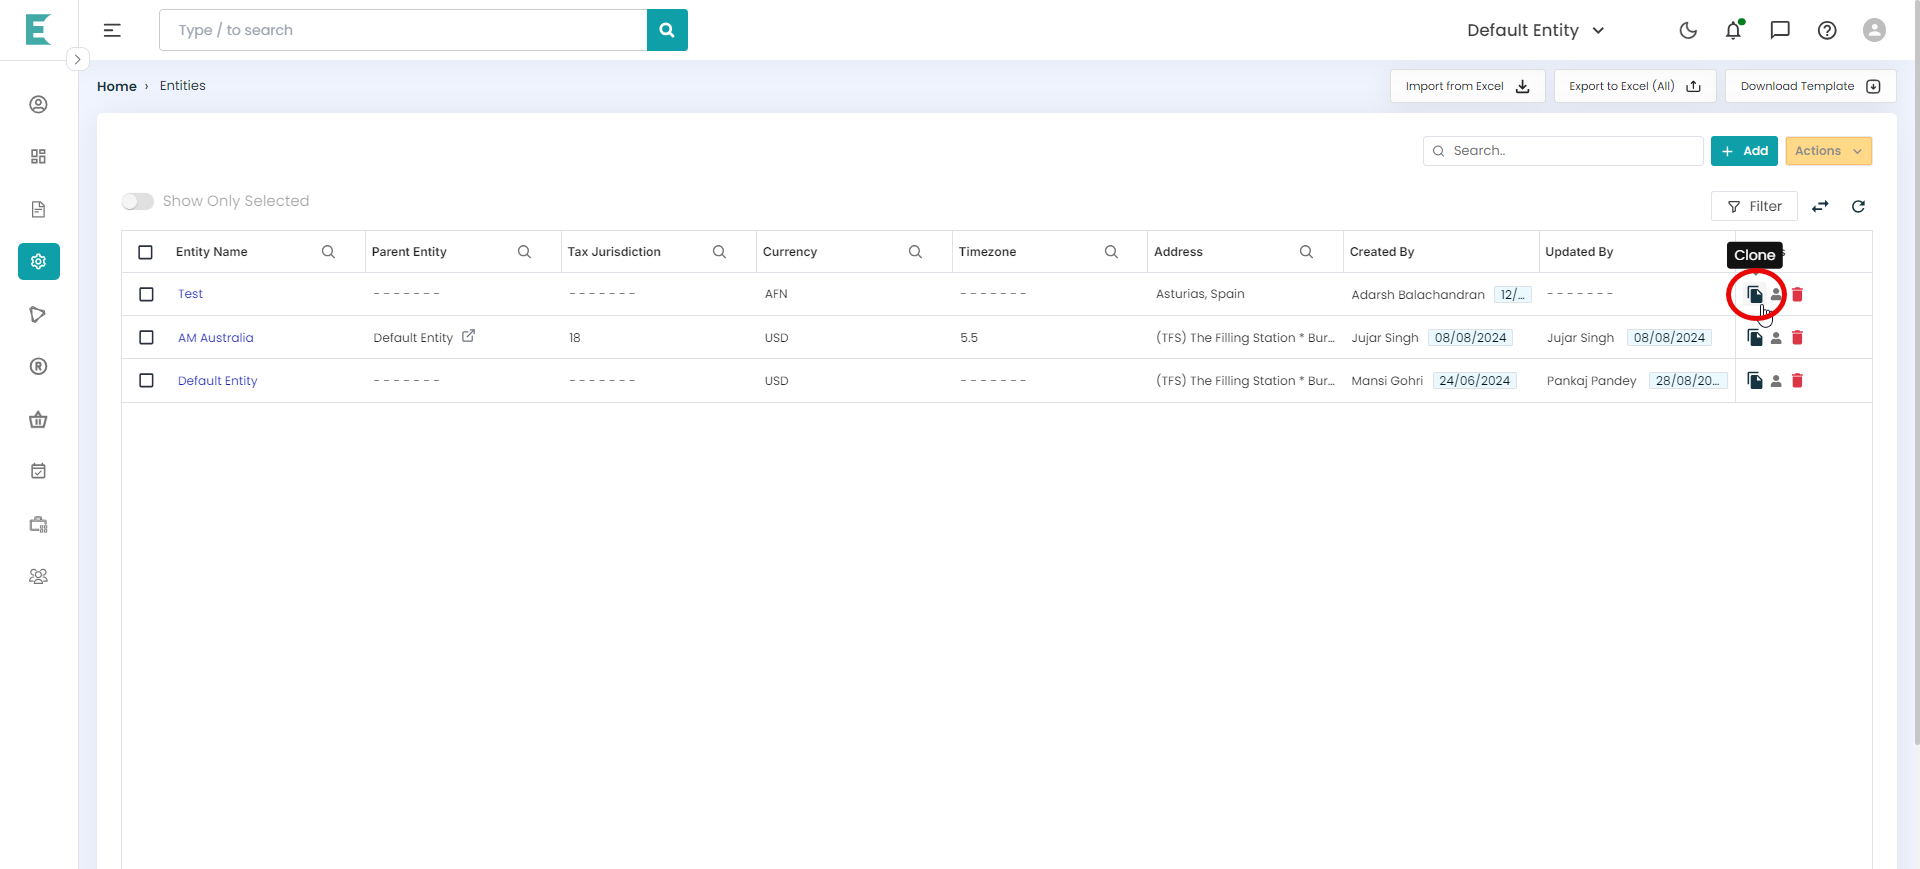 Type / to search
Default Entity
Home › Entities
Import from Excel
Export to Excel (All)
Download Template
Search..
+ Add
Actions
Show Only Selected
Filter
Entity Name Parent Entity Tax Jurisdiction Currency Timezone Address Created By Updated By
Clone
Test ------- ------- AFN ------- Asturias, Spain Adarsh Balachandran 12/... -------
AM Australia Default Entity 18 USD 5.5 (TFS) The Filling Station * Bur... Jujar Singh 08/08/2024 Jujar Singh 08/08/2024
Default Entity ------- ------- USD ------- (TFS) The Filling Station * Bur... Mansi Gohri 24/06/2024 Pankaj Pandey 28/08/20...